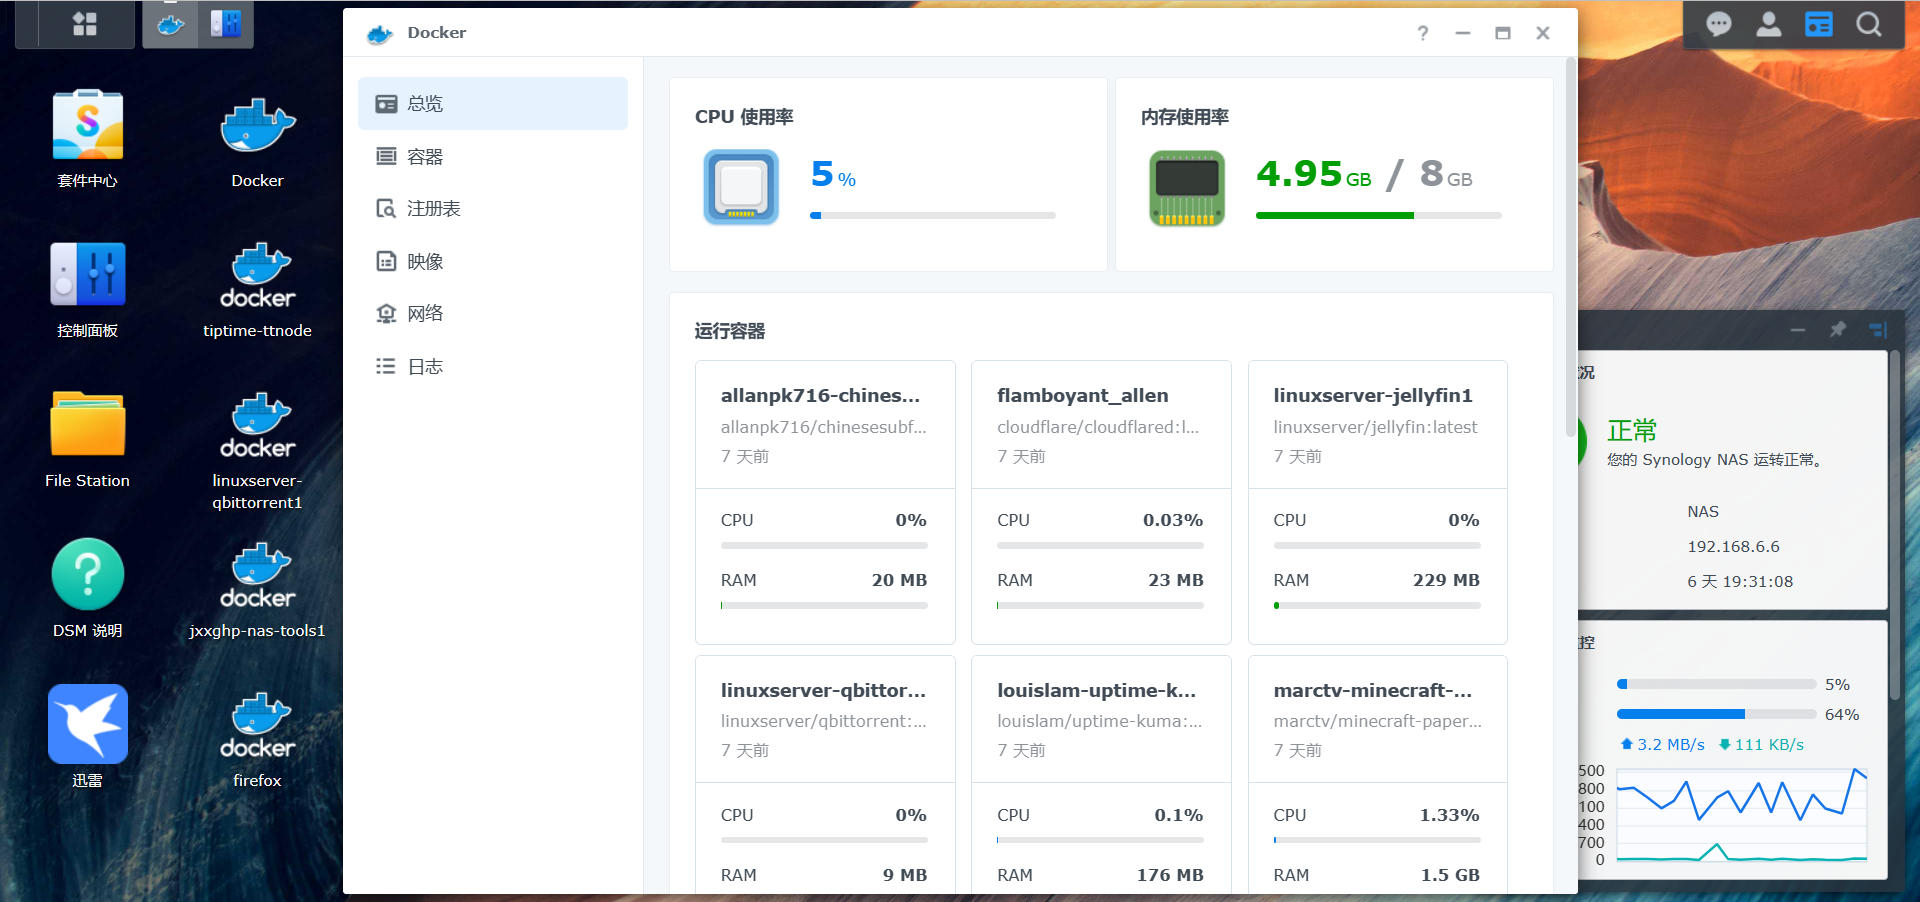 Docker
套件中心
Docker
控制面板
docker
tiptime-ttnode
File Station
docker
linuxserver-
qbittorrent1
DSM 说明
docker
jxxghp-nas-tools1
迅雷
docker
firefox
总览
容器
注册表
映像
网络
日志
CPU 使用率
5 %
内存使用率
4.95 GB / 8 GB
运行容器
allanpk716-chines...
allanpk716/chinesesubf...
7 天前
CPU 0%
RAM 20 MB
flamboyant_allen
cloudflare/cloudflared:l...
7 天前
CPU 0.03%
RAM 23 MB
linuxserver-jellyfin1
linuxserver/jellyfin:latest
7 天前
CPU 0%
RAM 229 MB
linuxserver-qbittor...
linuxserver/qbittorrent:...
7 天前
CPU 0%
RAM 9 MB
louislam-uptime-k...
louislam/uptime-kuma:...
7 天前
CPU 0.1%
RAM 176 MB
marctv-minecraft-...
marctv/minecraft-paper...
7 天前
CPU 1.33%
RAM 1.5 GB
况
正常
您的 Synology NAS 运转正常。
NAS
192.168.6.6
6 天 19:31:08
控
5%
64%
3.2 MB/s 111 KB/s
500
800
100
400
700
0